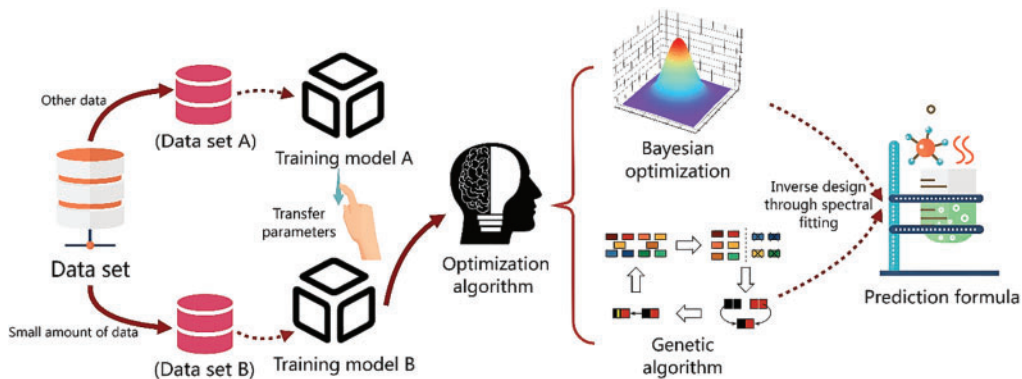 Other data
(Data set A)
Training model A
Data set
Transfer
parameters
Small amount of data
(Data set B)
Training model B
Optimization
algorithm
Bayesian
optimization
Genetic
algorithm
Inverse design
through spectral
fitting
Prediction formula